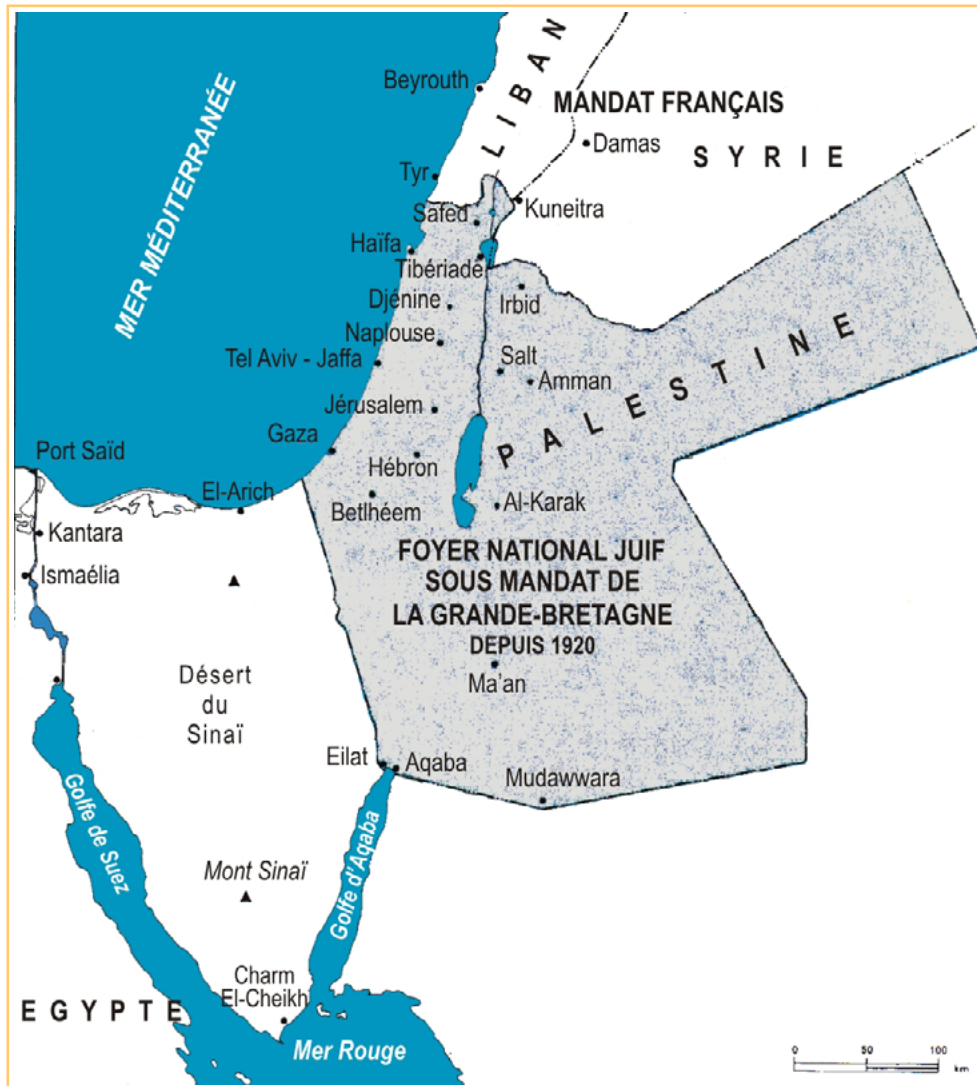 LIBAN
Beyrouth
MANDAT FRANÇAIS
Damas
SYRIE
MER MÉDITERRANÉE
Tyr
Kuneitra
Safed
Haïfa
Tibériade
Djénine
Irbid
Naplouse
Tel Aviv - Jaffa
Salt
Amman
PALESTINE
Jérusalem
Gaza
Hébron
Port Saïd
El-Arich
Betlhéem
Al-Karak
Kantara
FOYER NATIONAL JUIF
SOUS MANDAT DE
LA GRANDE-BRETAGNE
DEPUIS 1920
Ismaélia
Ma'an
Désert
du
Sinaï
Eilat
Aqaba
Mudawwara
Golfe de Suez
Golfe d'Aqaba
Mont Sinaï
Charm
El-Cheikh
EGYPTE
Mer Rouge
0 50 100
km